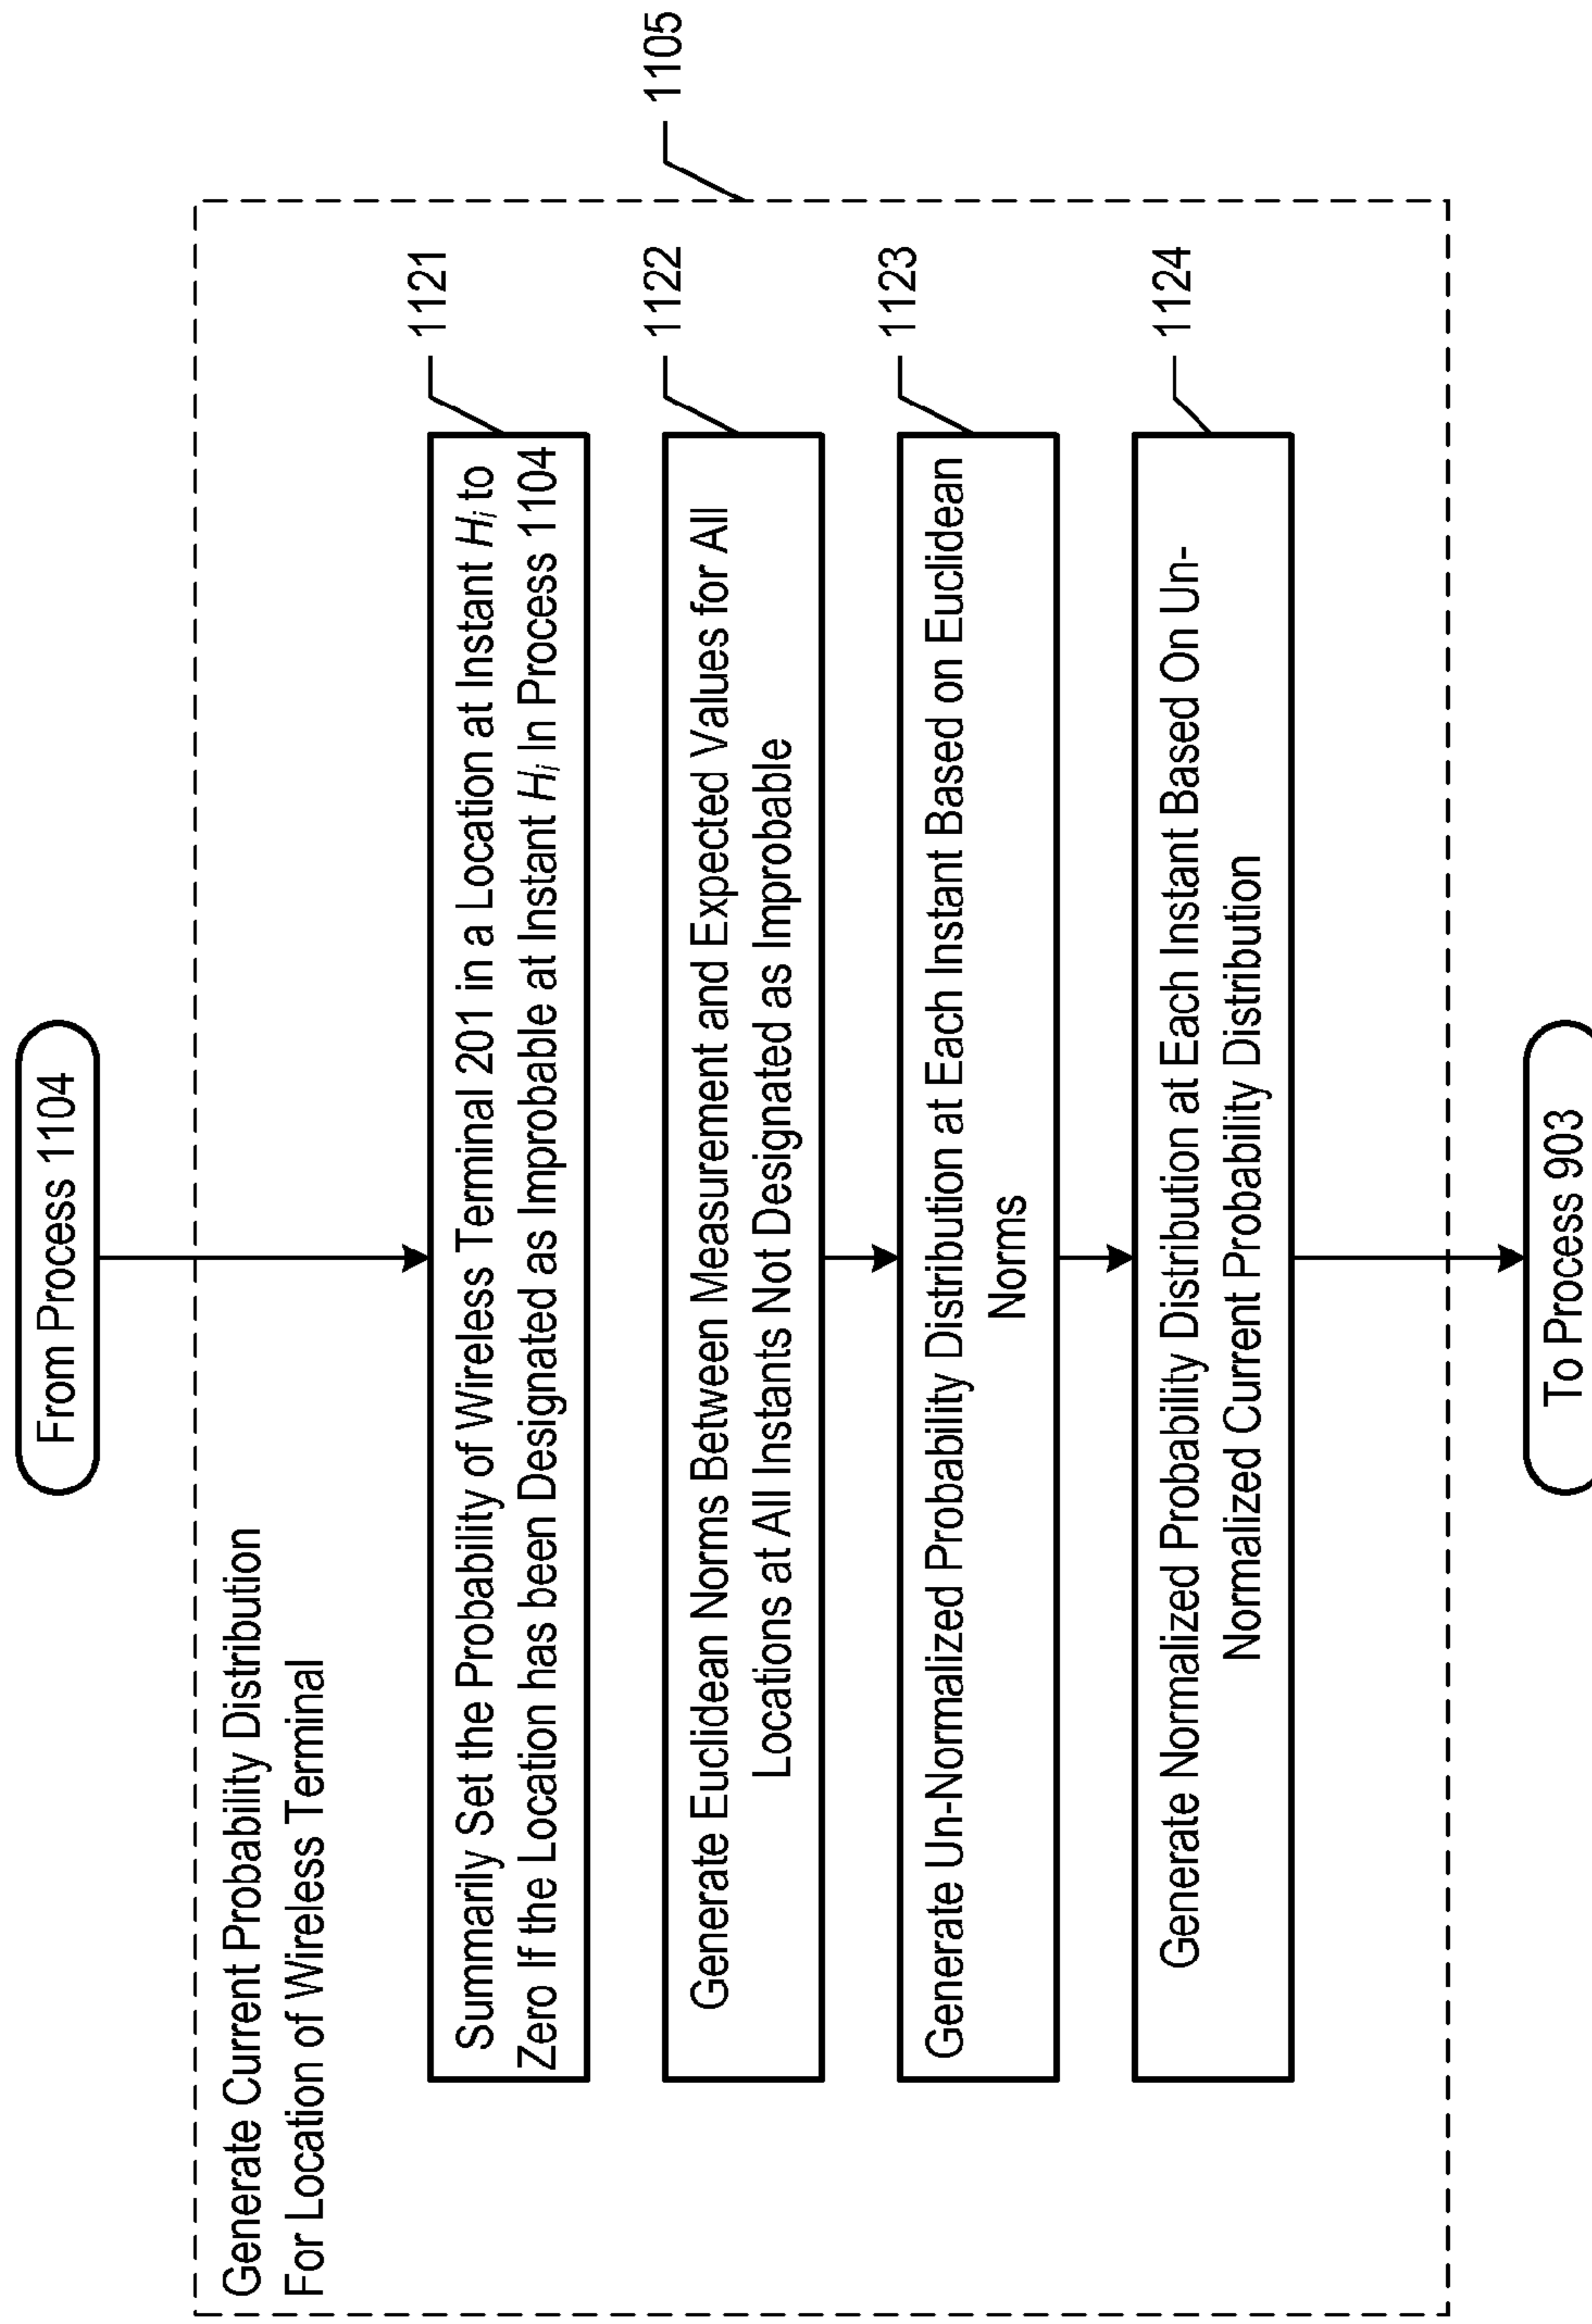 From Process 1104
Generate Current Probability Distribution
For Location of Wireless Terminal
1105
1121
Summarily Set the Probability of Wireless Terminal 201 in a Location at Instant Hi to
Zero If the Location has been Designated as Improbable at Instant Hi In Process 1104
1122
Generate Euclidean Norms Between Measurement and Expected Values for All
Locations at All Instants Not Designated as Improbable
1123
Generate Un-Normalized Probability Distribution at Each Instant Based on Euclidean
Norms
1124
Generate Normalized Probability Distribution at Each Instant Based On Un-
Normalized Current Probability Distribution
To Process 903